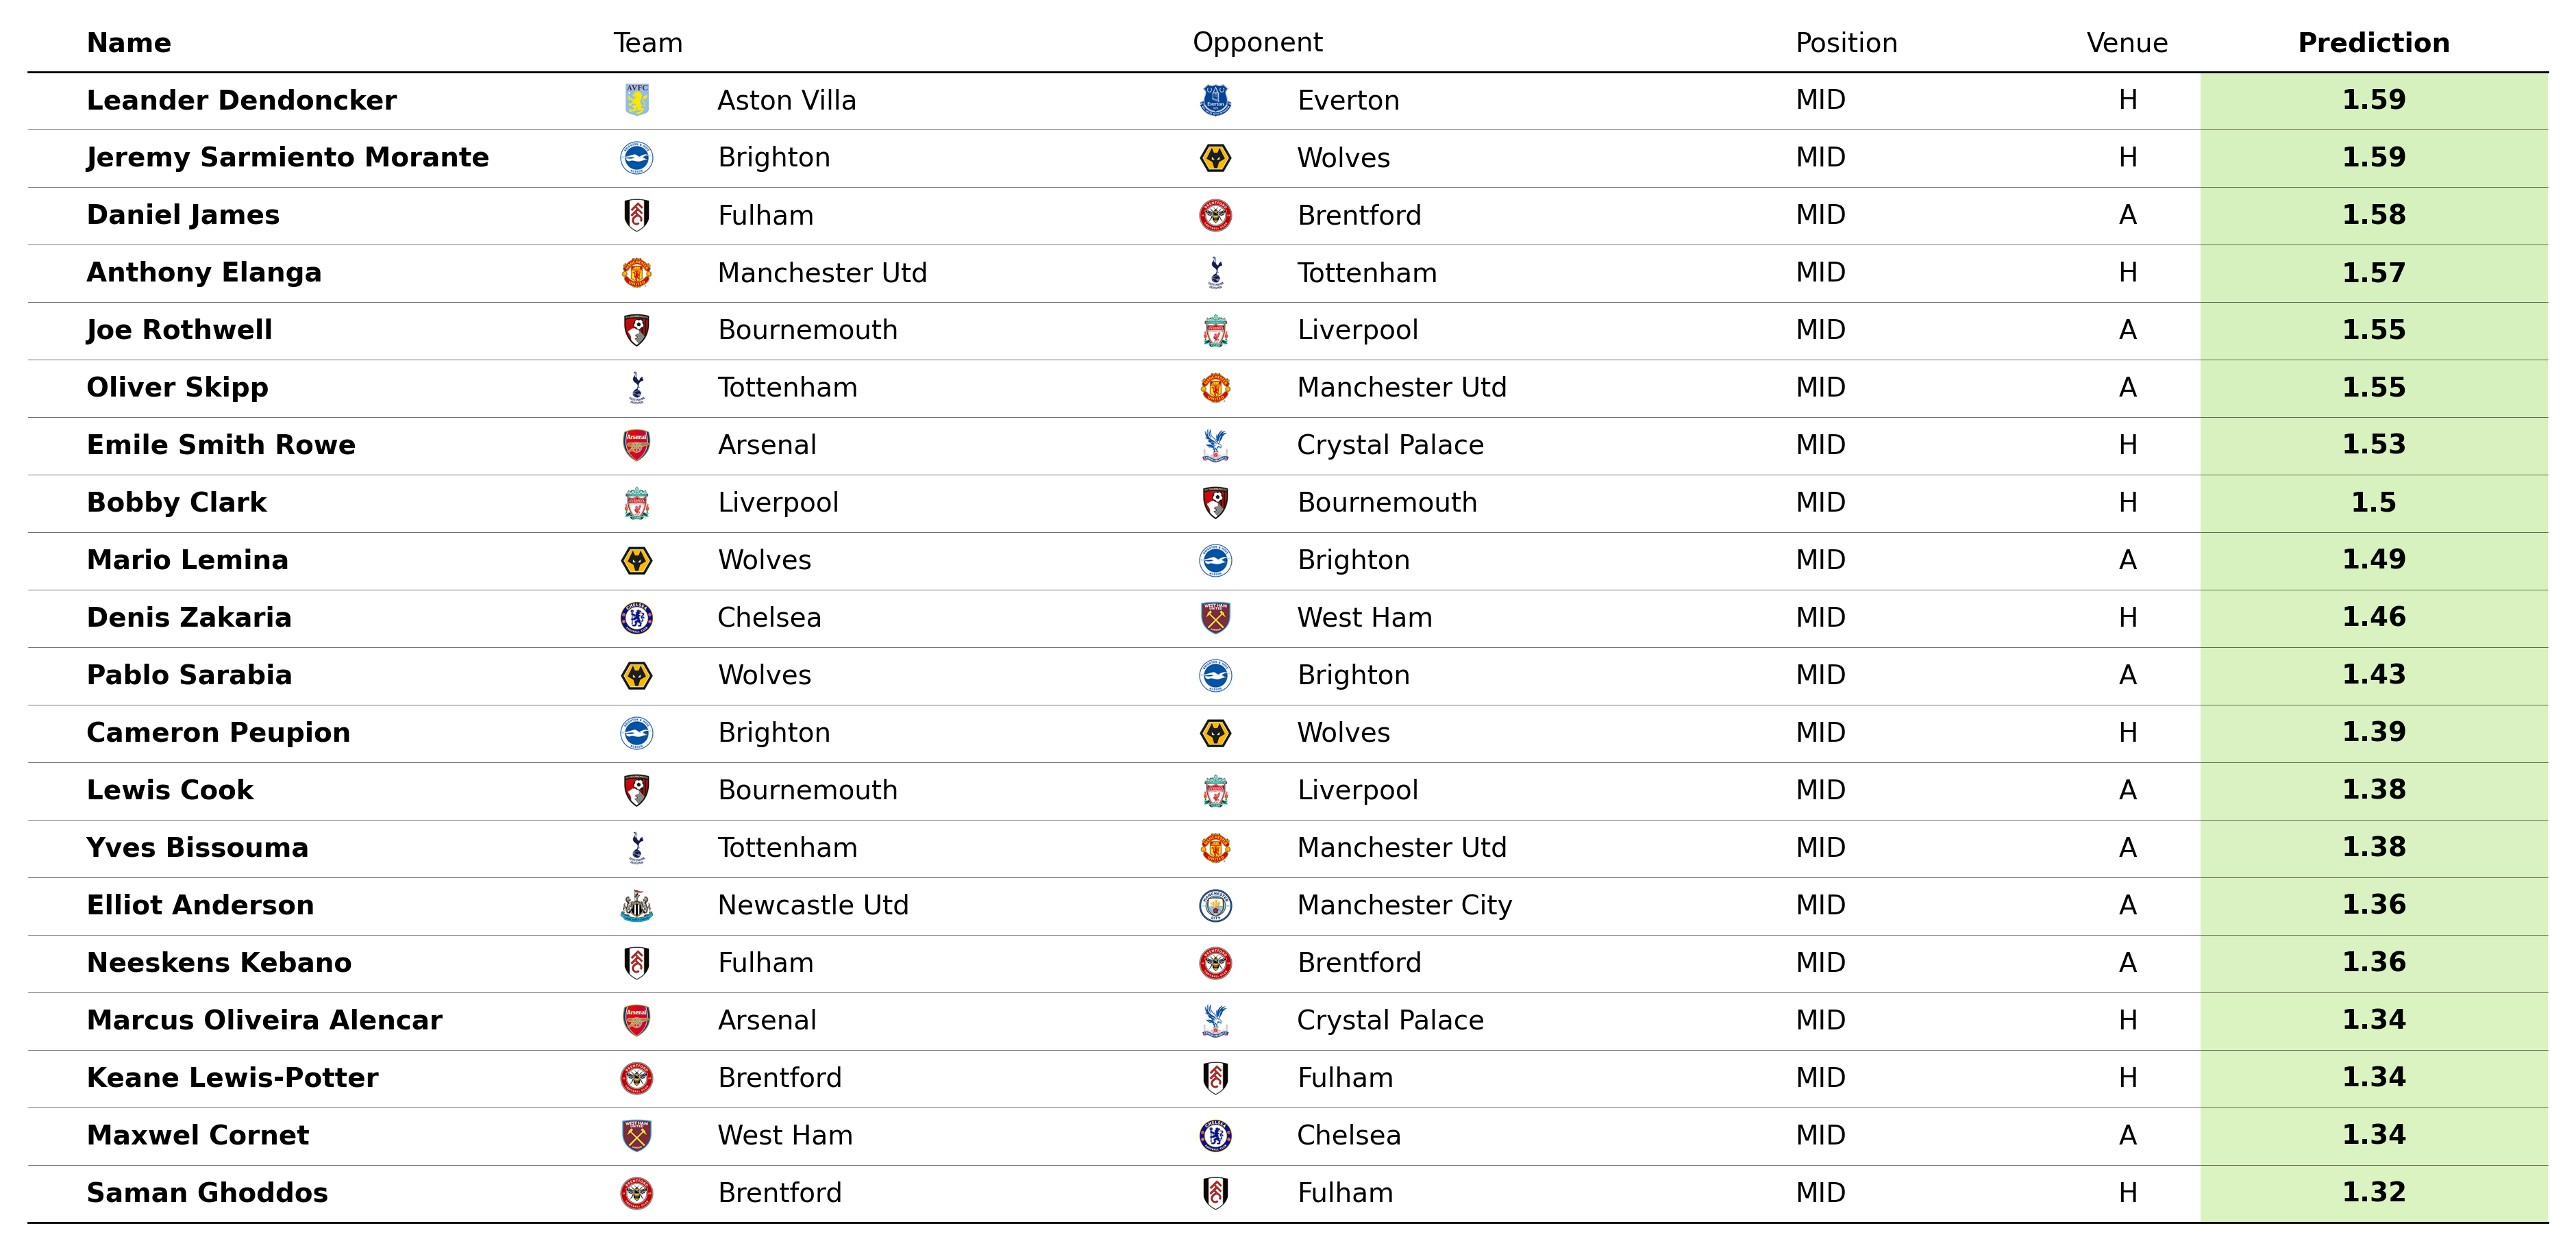 Name Team Opponent Position Venue Prediction
Leander Dendoncker Aston Villa Everton MID H 1.59
Jeremy Sarmiento Morante Brighton Wolves MID H 1.59
Daniel James Fulham Brentford MID A 1.58
Anthony Elanga Manchester Utd Tottenham MID H 1.57
Joe Rothwell Bournemouth Liverpool MID A 1.55
Oliver Skipp Tottenham Manchester Utd MID A 1.55
Emile Smith Rowe Arsenal Crystal Palace MID H 1.53
Bobby Clark Liverpool Bournemouth MID H 1.5
Mario Lemina Wolves Brighton MID A 1.49
Denis Zakaria Chelsea West Ham MID H 1.46
Pablo Sarabia Wolves Brighton MID A 1.43
Cameron Peupion Brighton Wolves MID H 1.39
Lewis Cook Bournemouth Liverpool MID A 1.38
Yves Bissouma Tottenham Manchester Utd MID A 1.38
Elliot Anderson Newcastle Utd Manchester City MID A 1.36
Neeskens Kebano Fulham Brentford MID A 1.36
Marcus Oliveira Alencar Arsenal Crystal Palace MID H 1.34
Keane Lewis-Potter Brentford Fulham MID H 1.34
Maxwel Cornet West Ham Chelsea MID A 1.34
Saman Ghoddos Brentford Fulham MID H 1.32